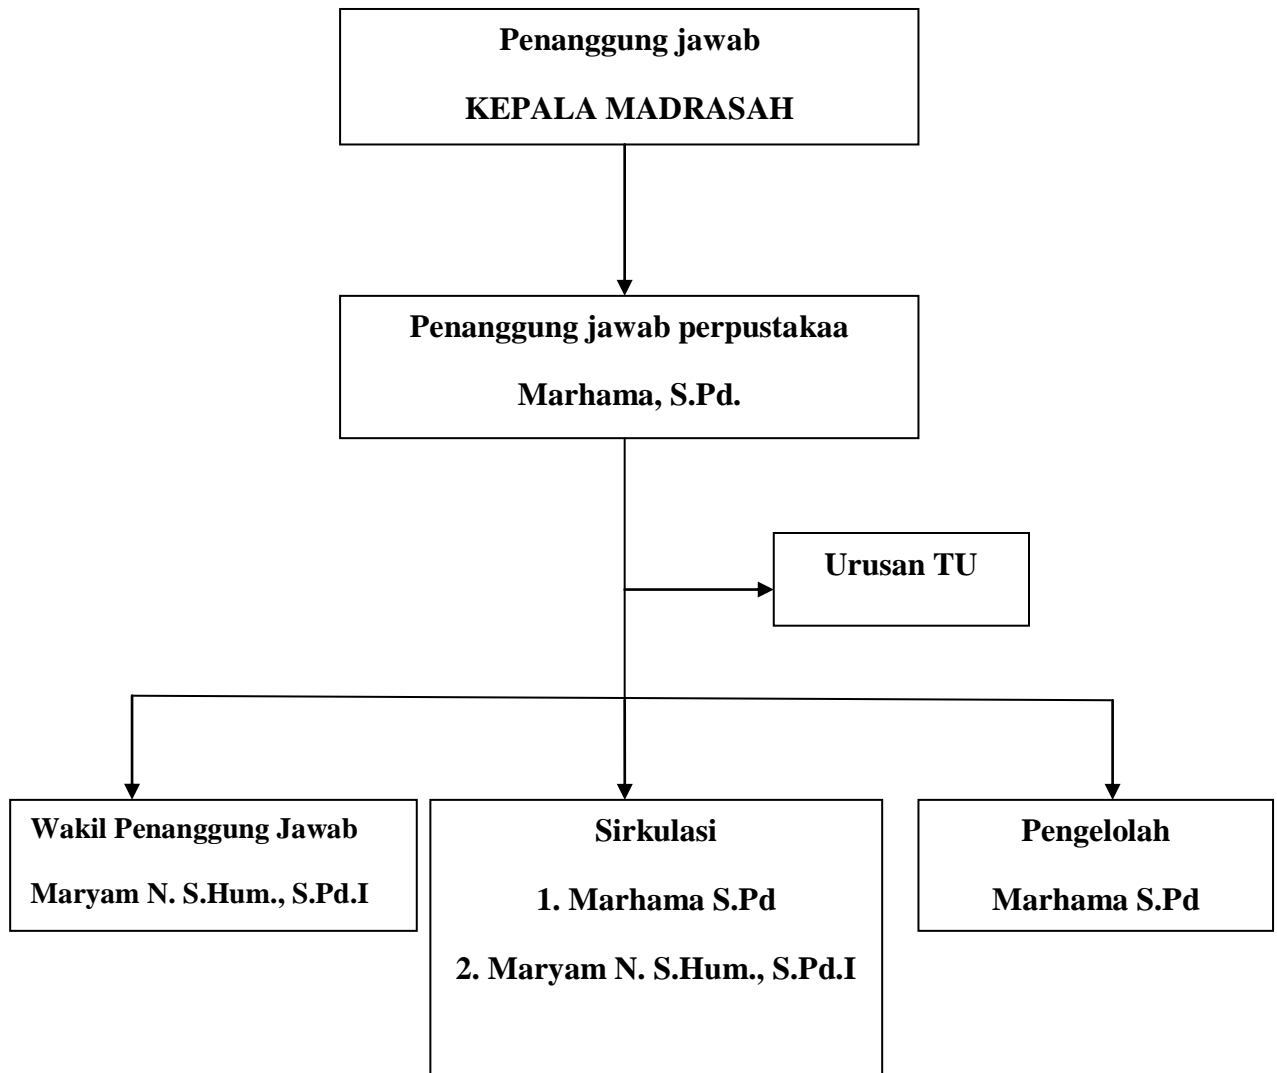 Penanggung jawab
KEPALA MADRASAH
Penanggung jawab perpustakaa
Marhama, S.Pd.
Urusan TU
Wakil Penanggung Jawab
Maryam N. S.Hum., S.Pd.I
Sirkulasi
1. Marhama S.Pd
2. Maryam N. S.Hum., S.Pd.I
Pengelolah
Marhama S.Pd